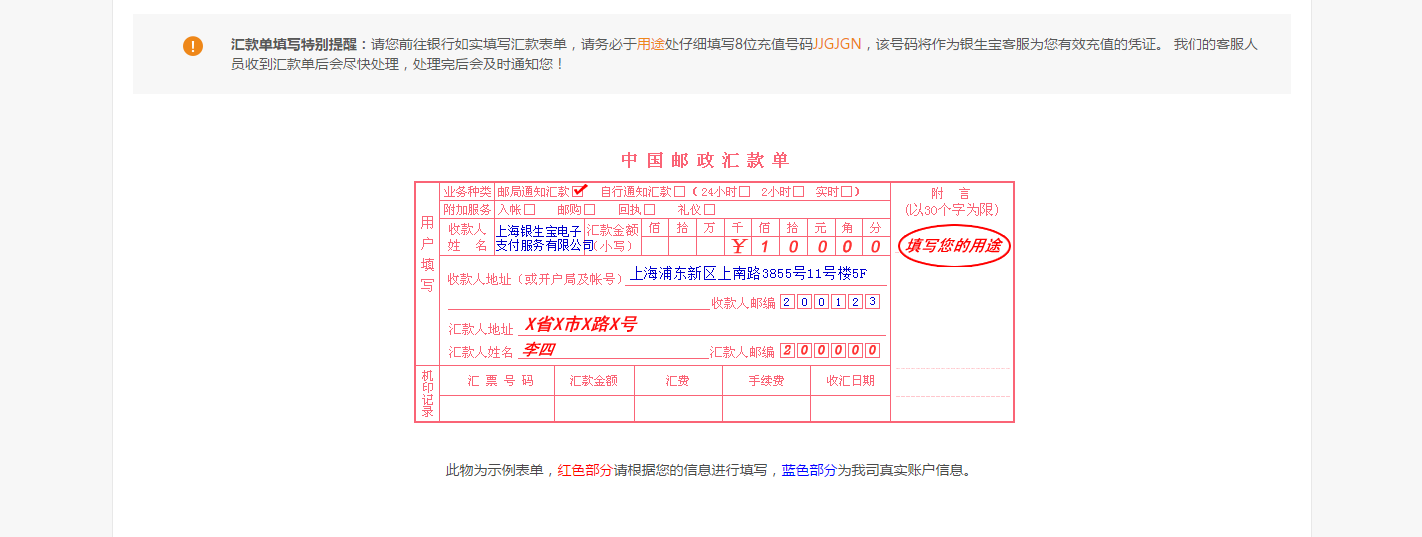 汇款单填写特别提醒：请您前往银行如实填写汇款表单，请务必于用途处仔细填写8位充值号码JJGJGN，该号码将作为银生宝客服为您有效充值的凭证。 我们的客服人
员收到汇款单后会尽快处理，处理完后会及时通知您！
中国邮政汇款单
业务种类 邮局通知汇款 自行通知汇款 （24小时 2小时 实时） 附 言
附加服务 入帐 邮购 回执 礼仪 (以30个字为限)
用户填写
收款人 上海银生宝电子 汇款金额 佰 拾 万 千 佰 拾 元 角 分
姓 名 支付服务有限公司 （小写） ¥ 1 0 0 0 0 填写您的用途
收款人地址（或开户局及帐号） 上海浦东新区上南路3855号11号楼5F
收款人邮编 2 0 0 1 2 3
汇款人地址 X省X市X路X号
汇款人姓名 李四 汇款人邮编 2 0 0 0 0 0
机印记录
汇票号码 汇款金额 汇费 手续费 收汇日期
此物为示例表单，红色部分请根据您的信息进行填写，蓝色部分为我司真实账户信息。